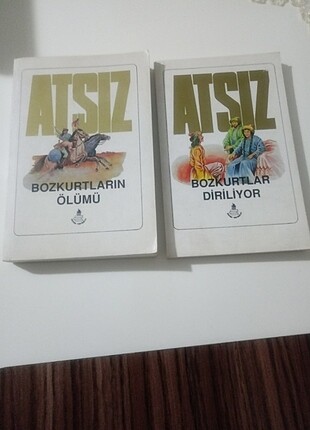 ATSIZ
BOZKURTLARIN
ÖLÜMÜ
ATSIZ
BOZKURTLAR
DİRİLİYOR